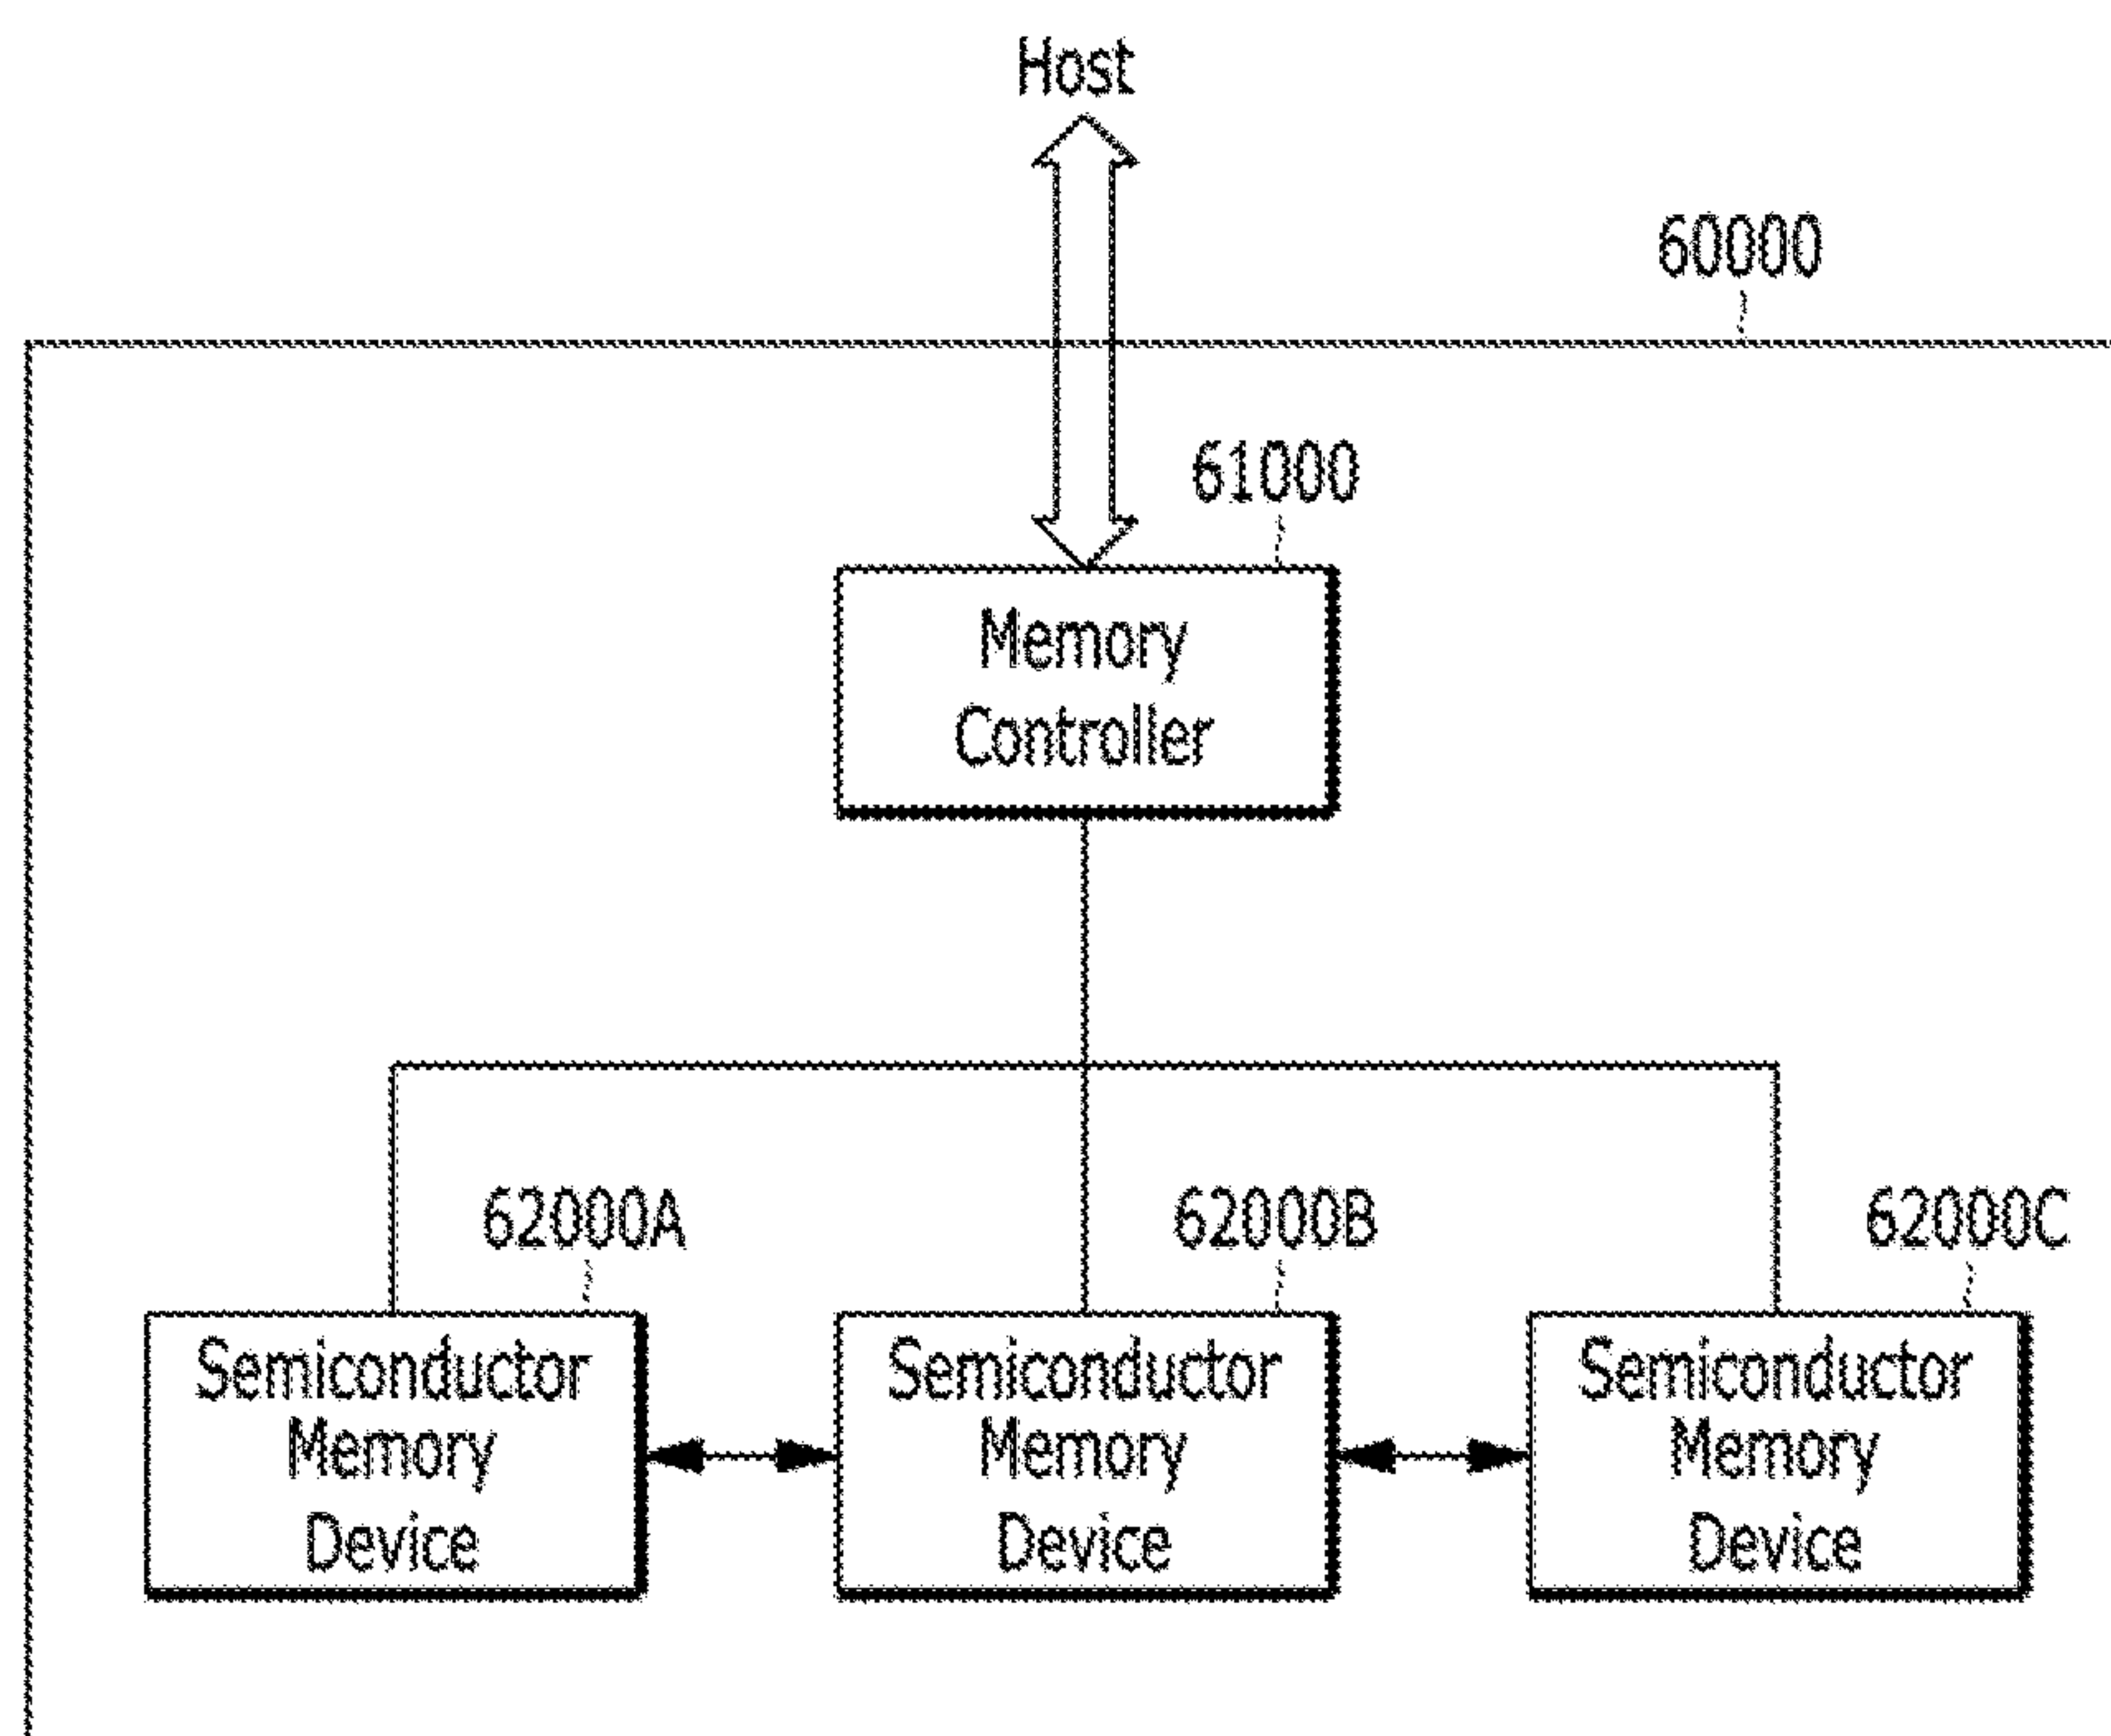 Host
60000
61000
Memory
Controller
62000A
62000B
62000C
Semiconductor
Memory
Device
Semiconductor
Memory
Device
Semiconductor
Memory
Device